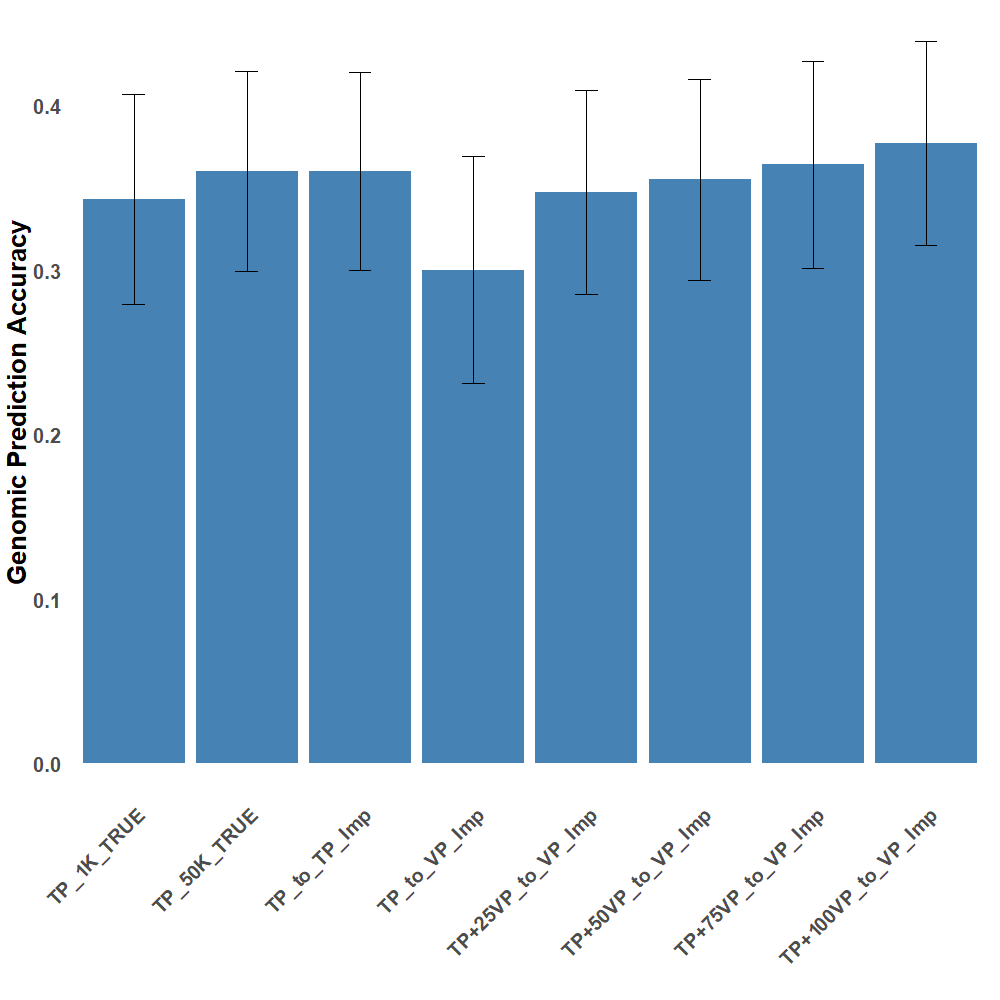 Genomic Prediction Accuracy
0.4
0.3
0.2
0.1
0.0
TP_1K_TRUE
TP_50K_TRUE
TP_to_TP_Imp
TP_to_VP_Imp
TP+25VP_to_VP_Imp
TP+50VP_to_VP_Imp
TP+75VP_to_VP_Imp
TP+100VP_to_VP_Imp